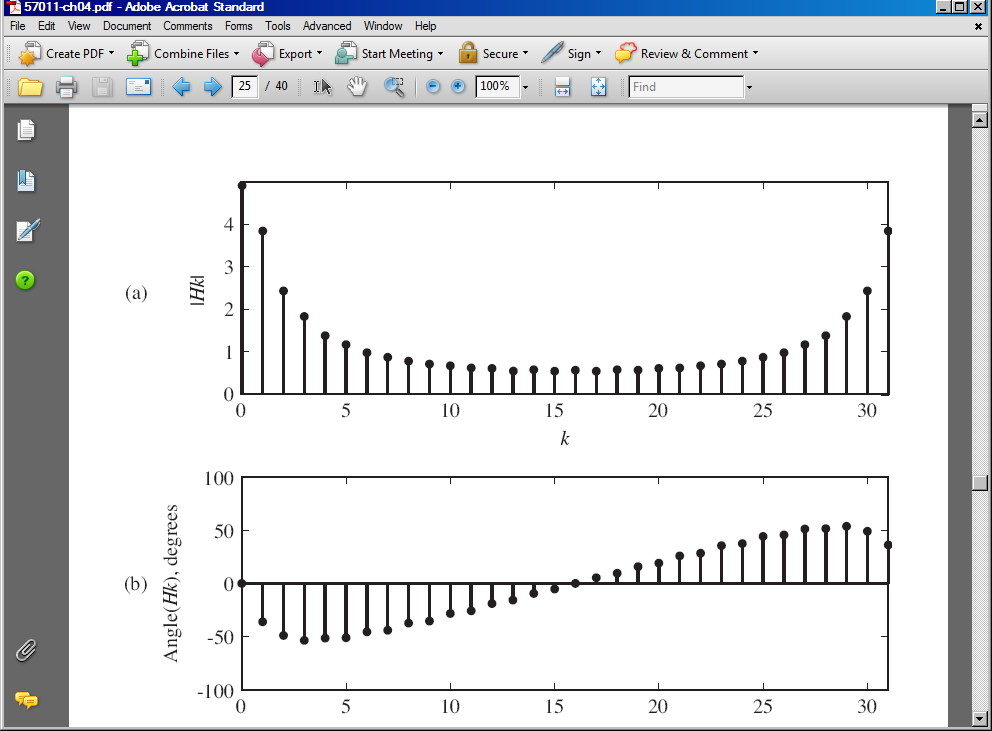 57011-ch04.pdf - Adobe Acrobat Standard
File Edit View Document Comments Forms Tools Advanced Window Help
Create PDF Combine Files Export Start Meeting Secure Sign Review & Comment
25 / 40 100% Find
(a)
|Hk|
4
3
2
1
0
0 5 10 15 20 25 30
k
(b)
Angle(Hk), degrees
100
50
0
-50
-100
0 5 10 15 20 25 30